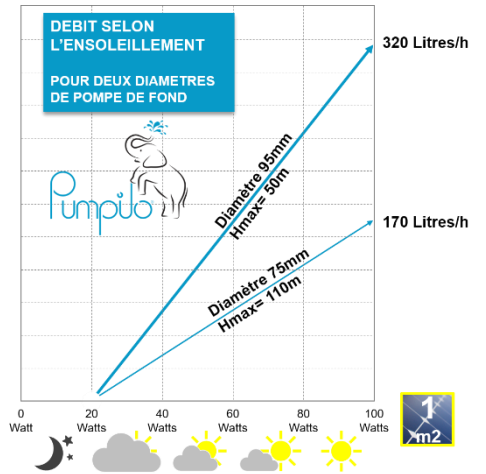 DEBIT SELON
L'ENSOLEILLEMENT
POUR DEUX DIAMETRES
DE POMPE DE FOND
320 Litres/h
Pumpilo
Diamètre 95mm
Hmax= 50m
170 Litres/h
Diamètre 75mm
Hmax= 110m
0 20 40 60 80 100
Watt Watts Watts Watts Watts Watts
1
m2